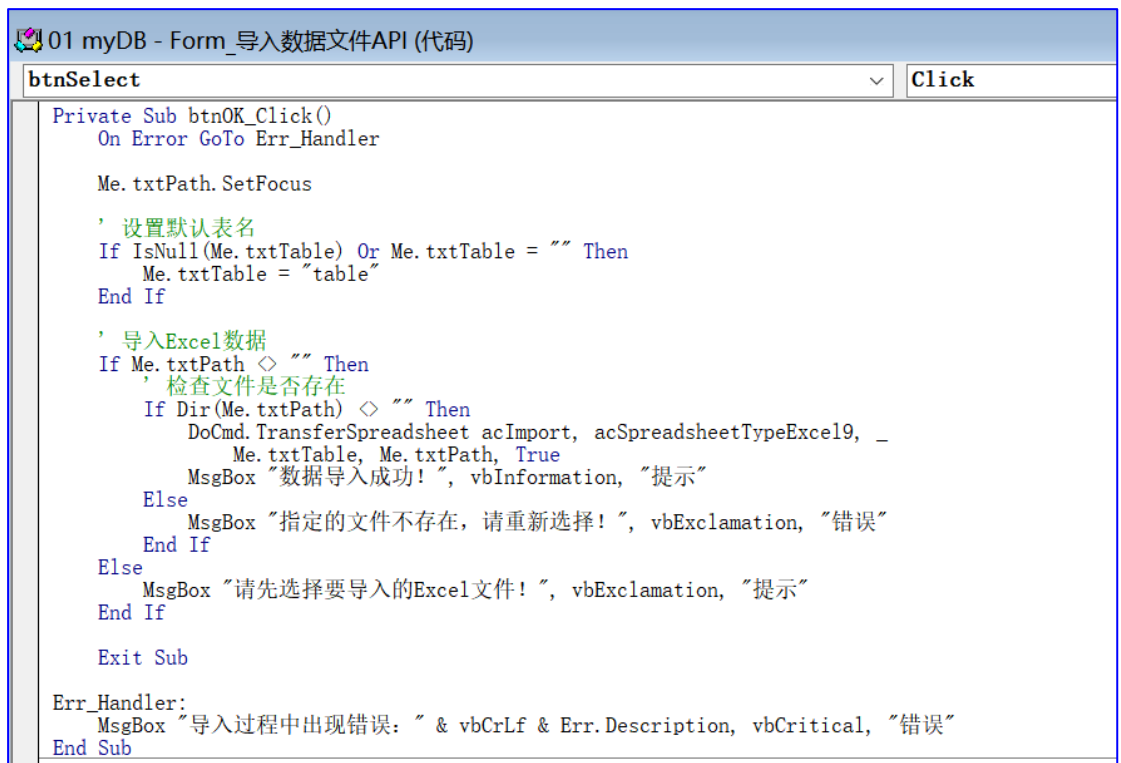 01 myDB - Form_导入数据文件API (代码)
btnSelect Click
Private Sub btnOK_Click()
    On Error GoTo Err_Handler

    Me.txtPath.SetFocus

    ' 设置默认表名
    If IsNull(Me.txtTable) Or Me.txtTable = "" Then
        Me.txtTable = "table"
    End If

    ' 导入Excel数据
    If Me.txtPath <> "" Then
        ' 检查文件是否存在
        If Dir(Me.txtPath) <> "" Then
            DoCmd.TransferSpreadsheet acImport, acSpreadsheetTypeExcel9, _
                Me.txtTable, Me.txtPath, True
            MsgBox "数据导入成功！", vbInformation, "提示"
        Else
            MsgBox "指定的文件不存在，请重新选择！", vbExclamation, "错误"
        End If
    Else
        MsgBox "请先选择要导入的Excel文件！", vbExclamation, "提示"
    End If

    Exit Sub

Err_Handler:
    MsgBox "导入过程中出现错误：" & vbCrLf & Err.Description, vbCritical, "错误"
End Sub